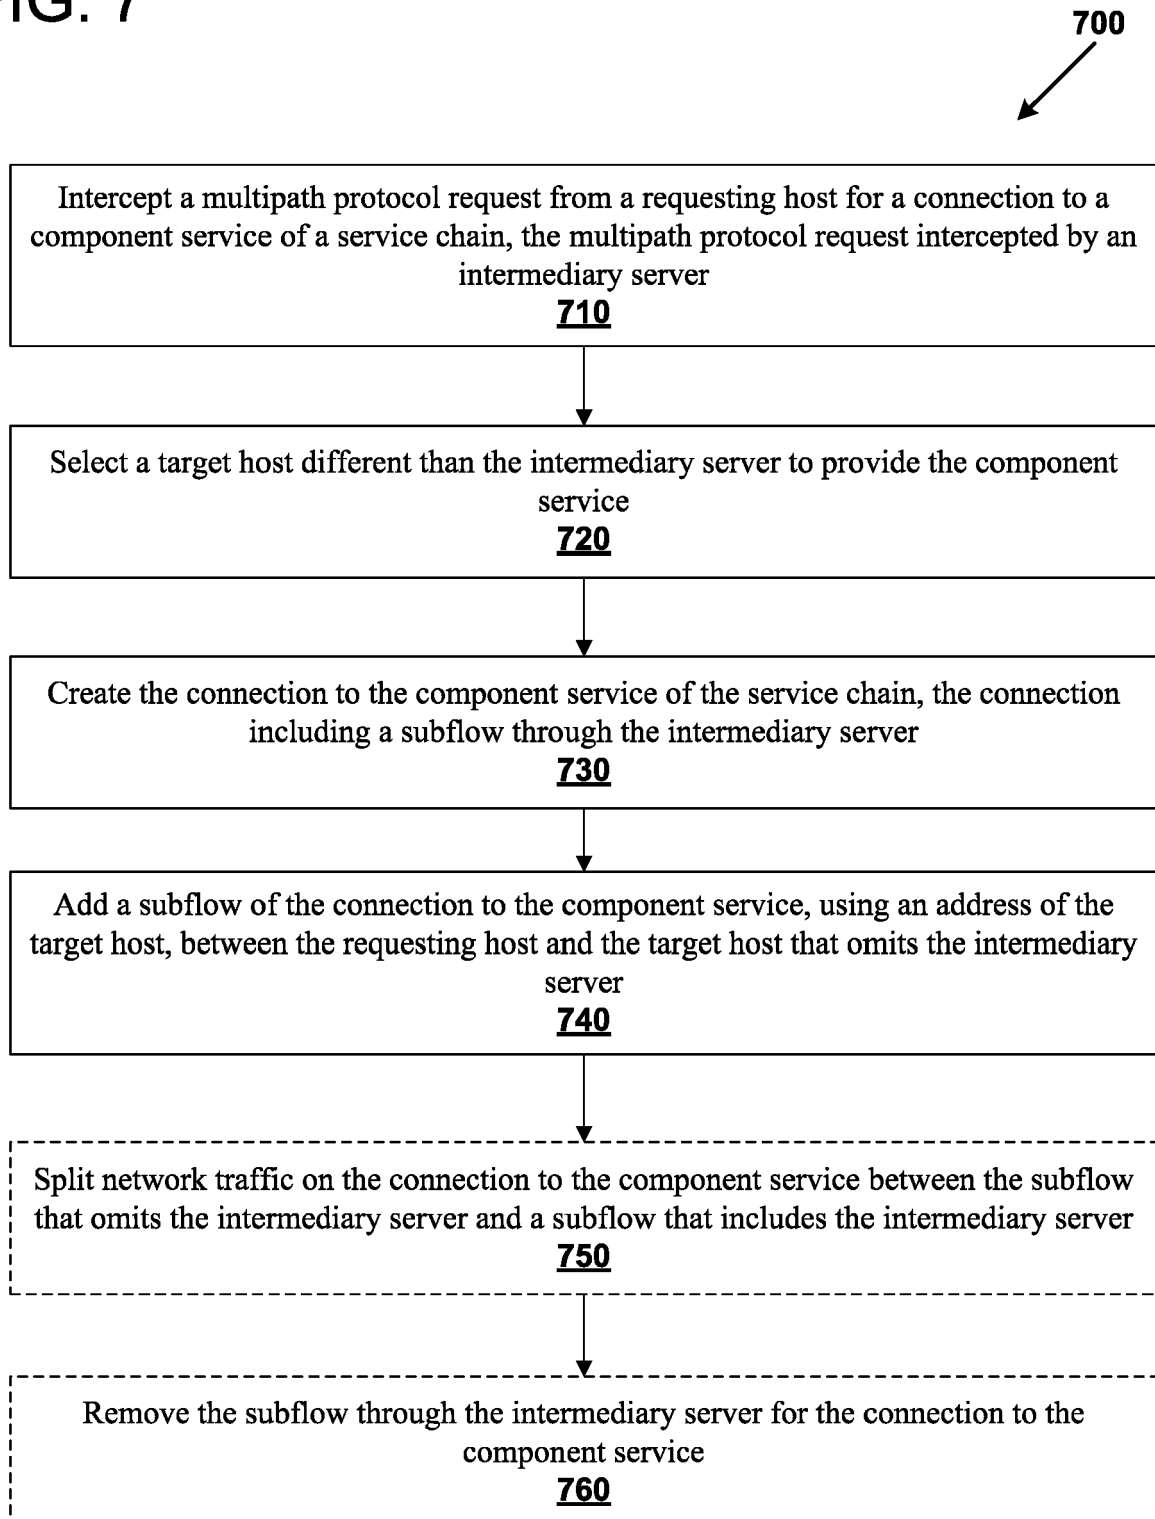 FIG. 7
700
Intercept a multipath protocol request from a requesting host for a connection to a
component service of a service chain, the multipath protocol request intercepted by an
intermediary server
710
Select a target host different than the intermediary server to provide the component
service
720
Create the connection to the component service of the service chain, the connection
including a subflow through the intermediary server
730
Add a subflow of the connection to the component service, using an address of the
target host, between the requesting host and the target host that omits the intermediary
server
740
Split network traffic on the connection to the component service between the subflow
that omits the intermediary server and a subflow that includes the intermediary server
750
Remove the subflow through the intermediary server for the connection to the
component service
760